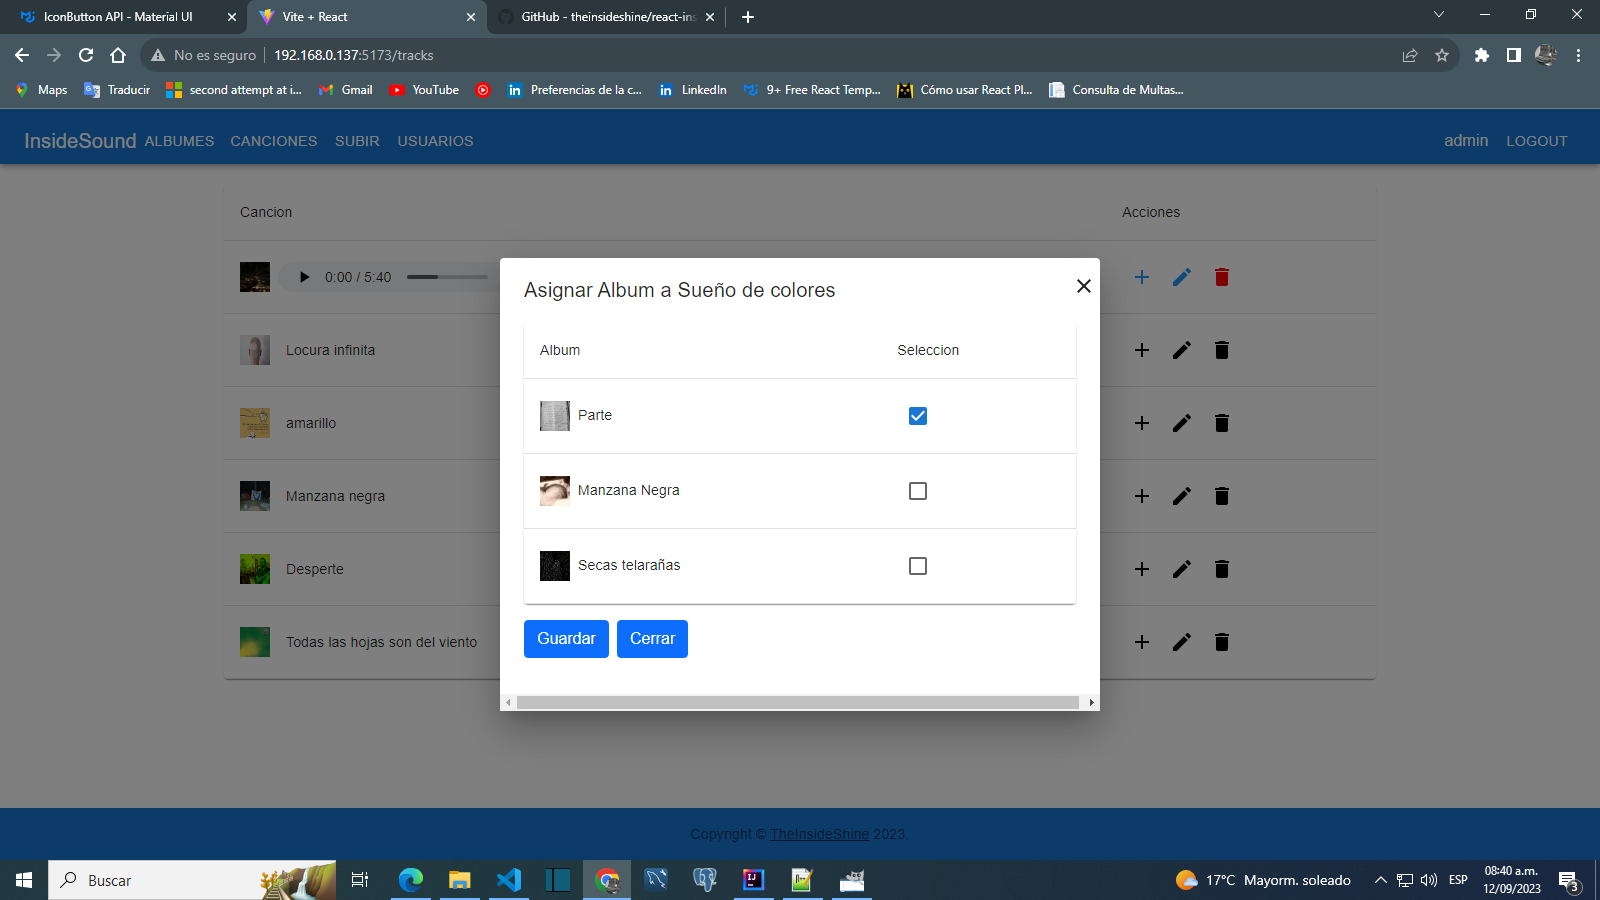 IconButton API - Material UI
Vite + React
GitHub - theinsideshine/react-ins
No es seguro
192.168.0.137:5173/tracks
Maps
Traducir
second attempt at i...
Gmail
YouTube
Preferencias de la c...
LinkedIn
9+ Free React Temp...
Cómo usar React Pl...
Consulta de Multas...
InsideSound
ALBUMES
CANCIONES
SUBIR
USUARIOS
admin
LOGOUT
Cancion
Acciones
0:00 / 5:40
Locura infinita
amarillo
Manzana negra
Desperte
Todas las hojas son del viento
Asignar Album a Sueño de colores
Album
Seleccion
Parte
Manzana Negra
Secas telarañas
Guardar
Cerrar
Copyright © TheInsideShine 2023.
Buscar
17°C Mayorm. soleado
ESP
08:40 a.m.
12/09/2023
3